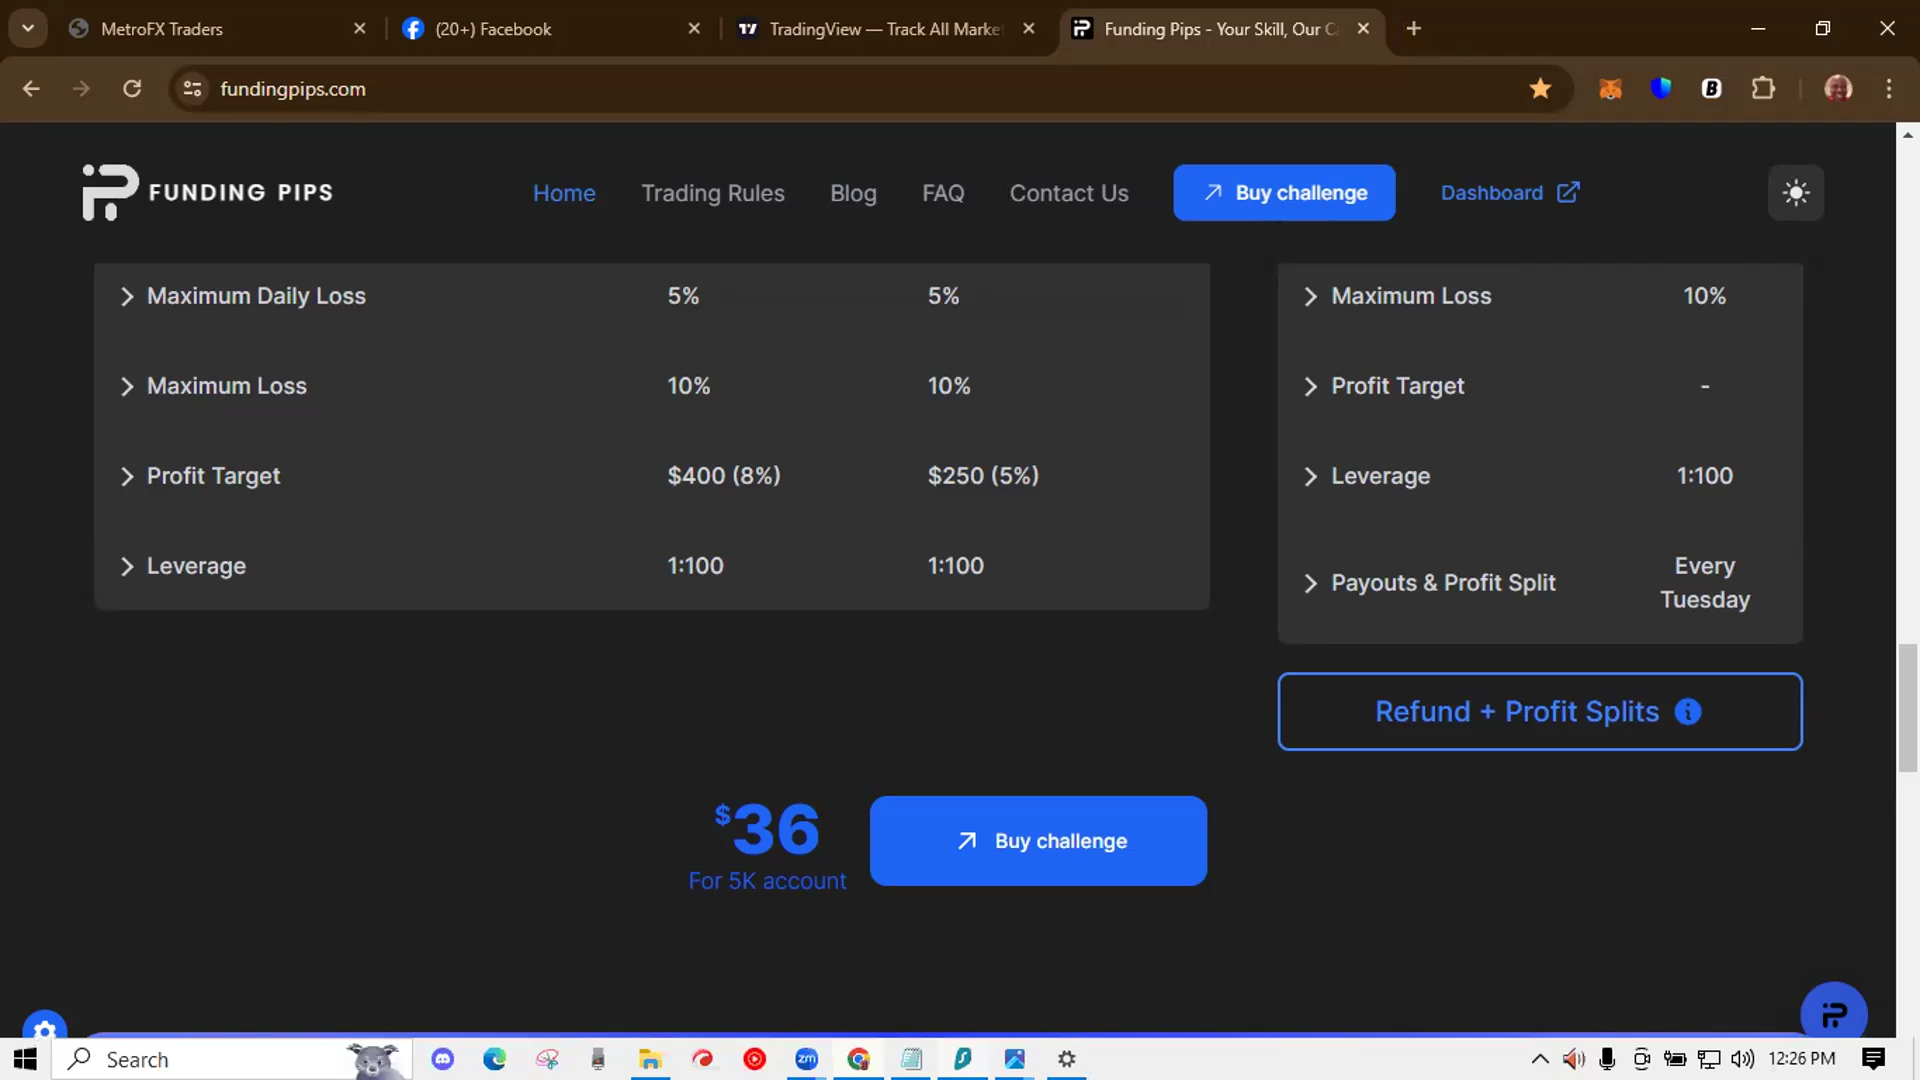 MetroFX Traders
(20+) Facebook
TradingView — Track All Marke
Funding Pips - Your Skill, Our Ca
fundingpips.com
FUNDING PIPS
Home
Trading Rules
Blog
FAQ
Contact Us
Buy challenge
Dashboard
Maximum Daily Loss 5% 5%
Maximum Loss 10% 10%
Profit Target $400 (8%) $250 (5%)
Leverage 1:100 1:100
Maximum Loss 10%
Profit Target -
Leverage 1:100
Payouts & Profit Split Every
Tuesday
Refund + Profit Splits
$36
For 5K account
Buy challenge
Search
zm
12:26 PM